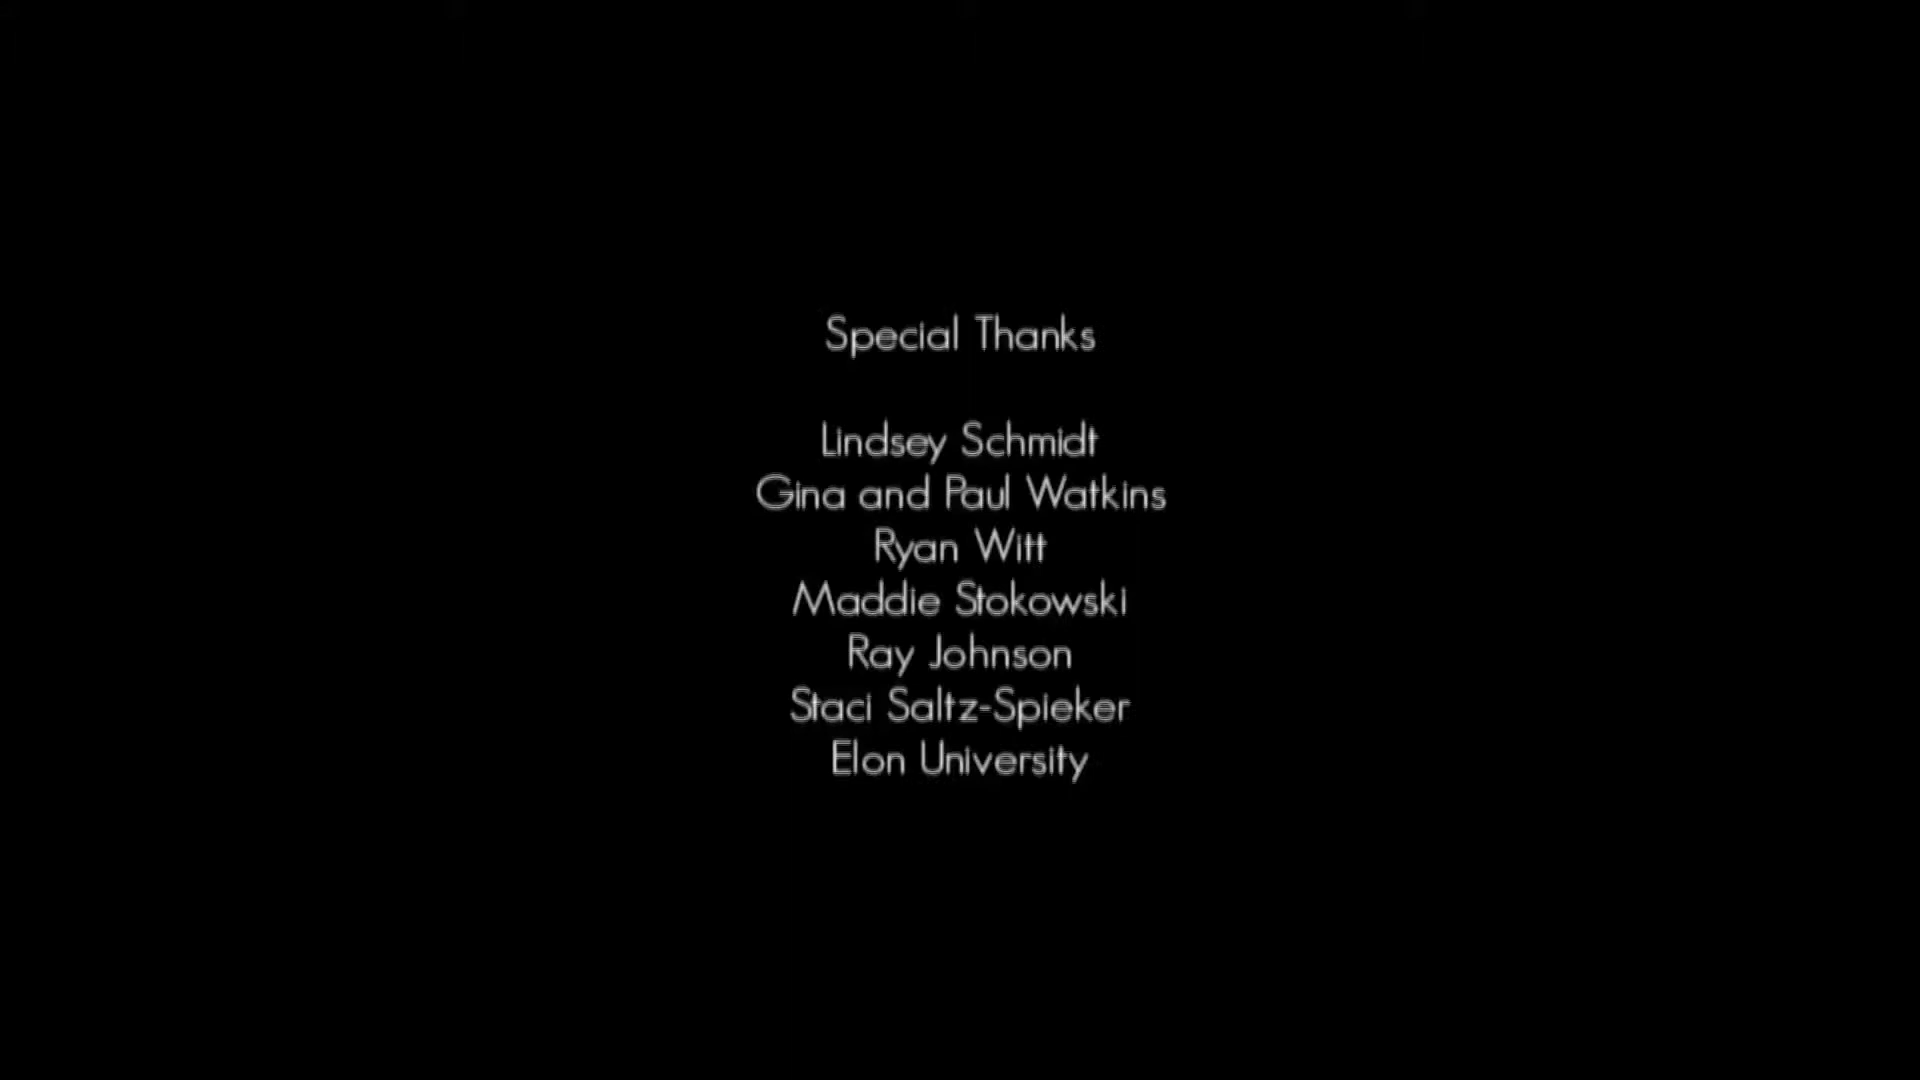 Special Thanks
Lindsey Schmidt
Gina and Paul Watkins
Ryan Witt
Maddie Stokowski
Ray Johnson
Staci Saltz-Spieker
Elon University